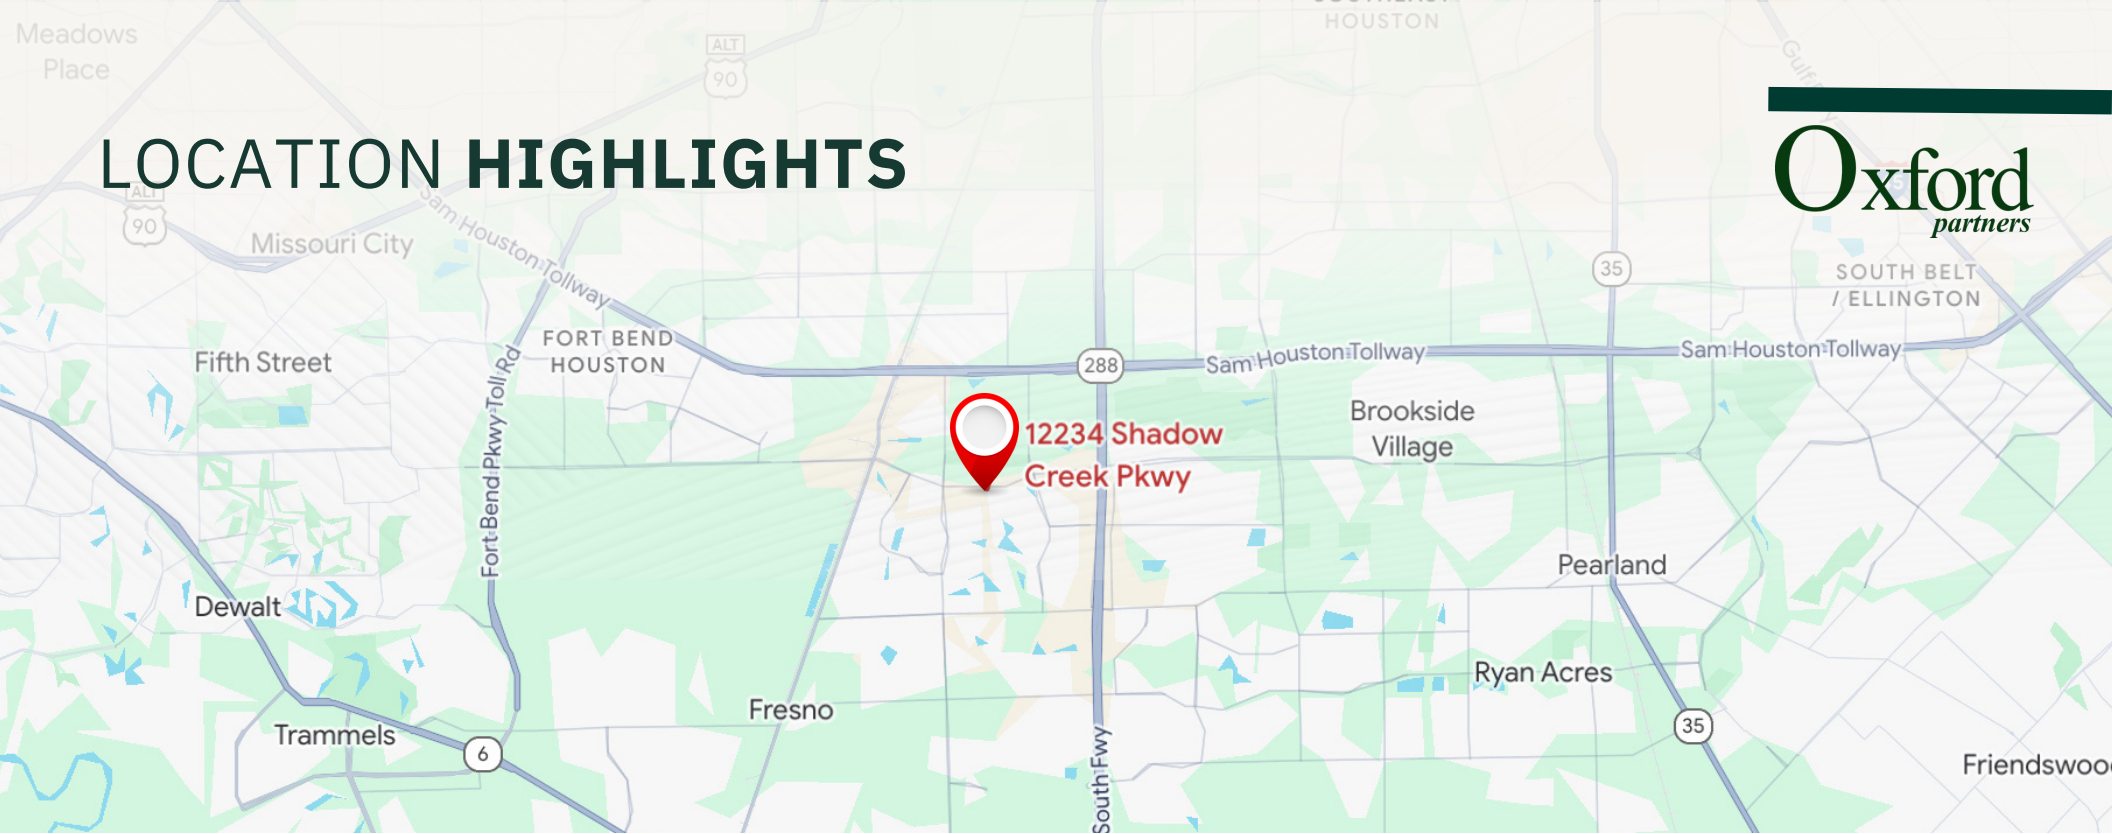 SOUTHEAST
HOUSTON
Meadows
Place
ALT
90
Gulf
LOCATION HIGHLIGHTS
Oxford
partners
ALT
90
Missouri City
Sam Houston Tollway
35
SOUTH BELT
/ ELLINGTON
FORT BEND
HOUSTON
Fifth Street
Fort Bend Pkwy Toll Rd
288
Sam Houston Tollway
Sam Houston Tollway
12234 Shadow
Creek Pkwy
Brookside
Village
Pearland
Dewalt
Ryan Acres
Fresno
Trammels
6
South Fwy
35
Friendswoo